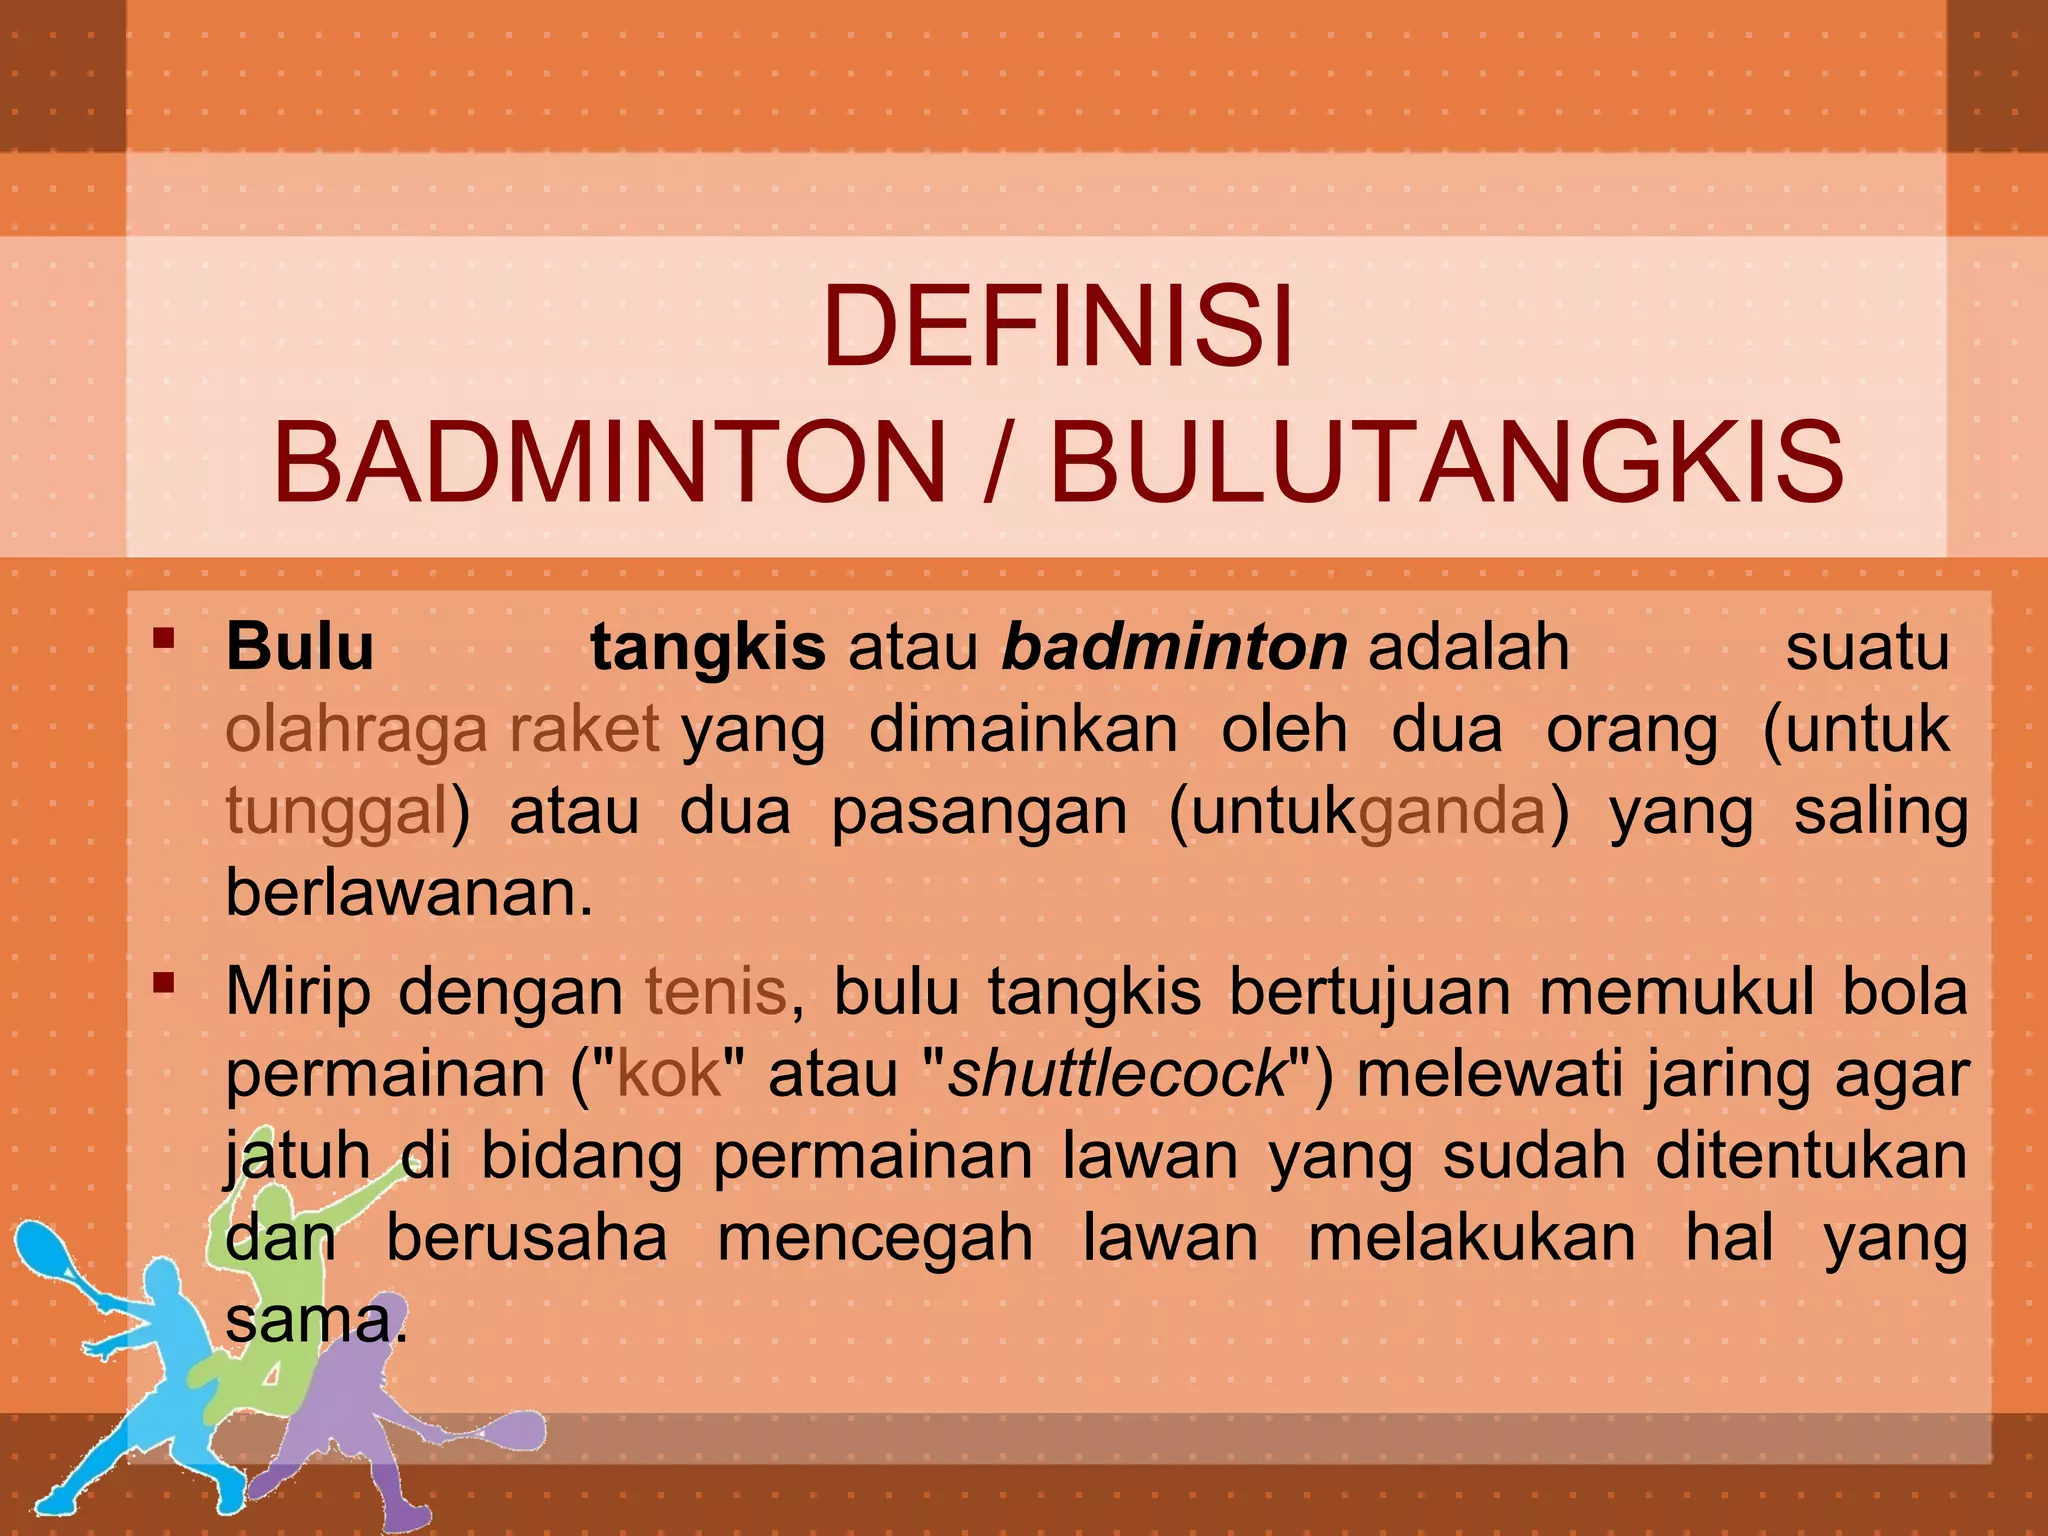 DEFINISI
BADMINTON / BULUTANGKIS
▪ Bulu tangkis atau badminton adalah suatu
olahraga raket yang dimainkan oleh dua orang (untuk
tunggal) atau dua pasangan (untukganda) yang saling
berlawanan.
▪ Mirip dengan tenis, bulu tangkis bertujuan memukul bola
permainan ("kok" atau "shuttlecock") melewati jaring agar
jatuh di bidang permainan lawan yang sudah ditentukan
dan berusaha mencegah lawan melakukan hal yang
sama.